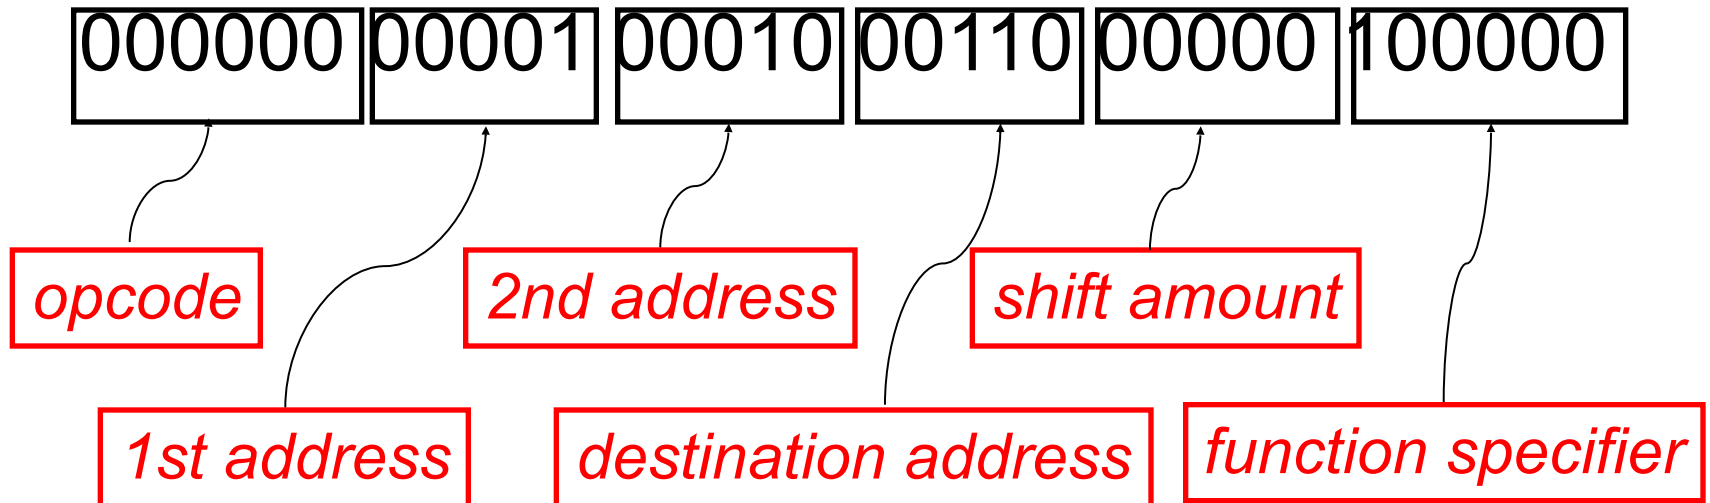 000000 00001 00010 00110 00000 100000
opcode 2nd address shift amount
1st address destination address function specifier